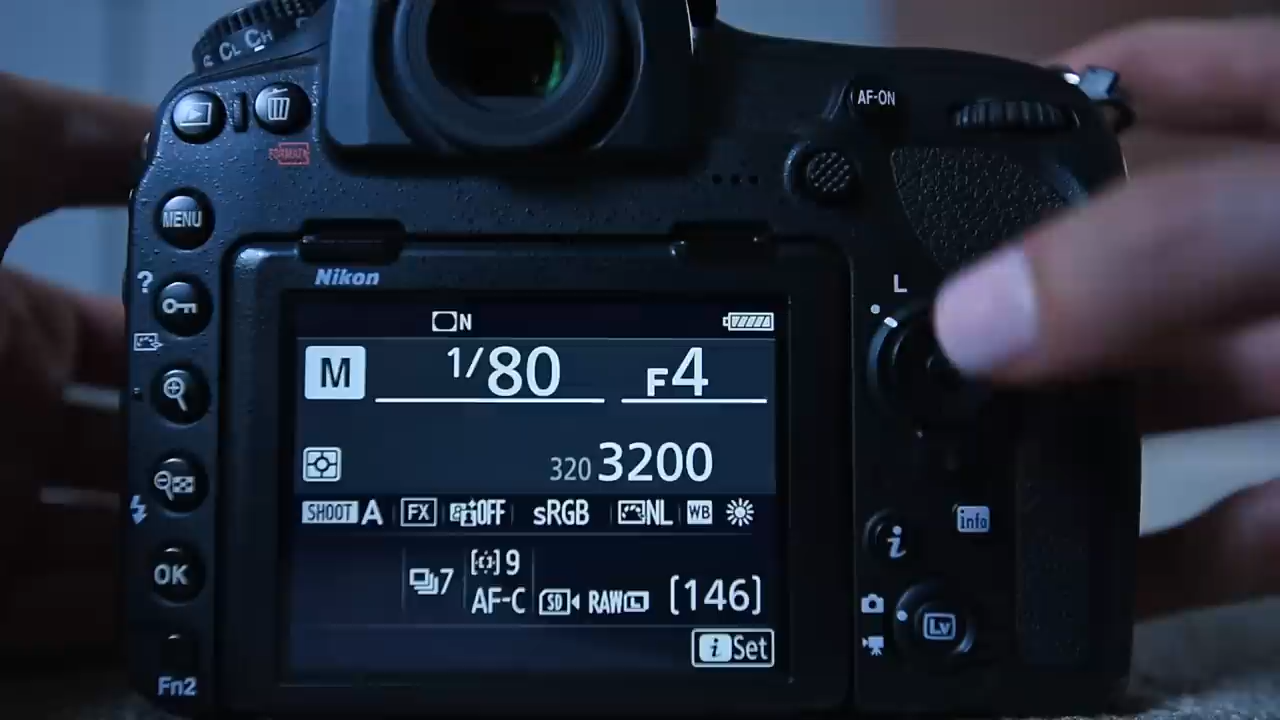 CL CH
AF-ON
FORMAT
MENU
L
?
Nikon
N
M 1/80 F4
320 3200
SHOOT A FX OFF sRGB NL WB
info
i
7 [ ] 9
OK
AF-C SD RAW L [146]
Lv
i Set
Fn2